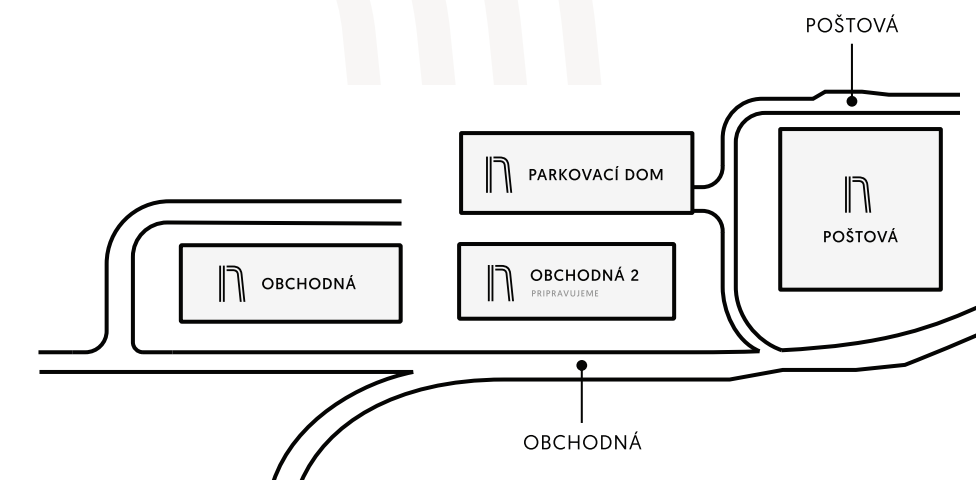 POŠTOVÁ
PARKOVACÍ DOM
POŠTOVÁ
OBCHODNÁ
OBCHODNÁ 2
PRIPRAVUJEME
OBCHODNÁ